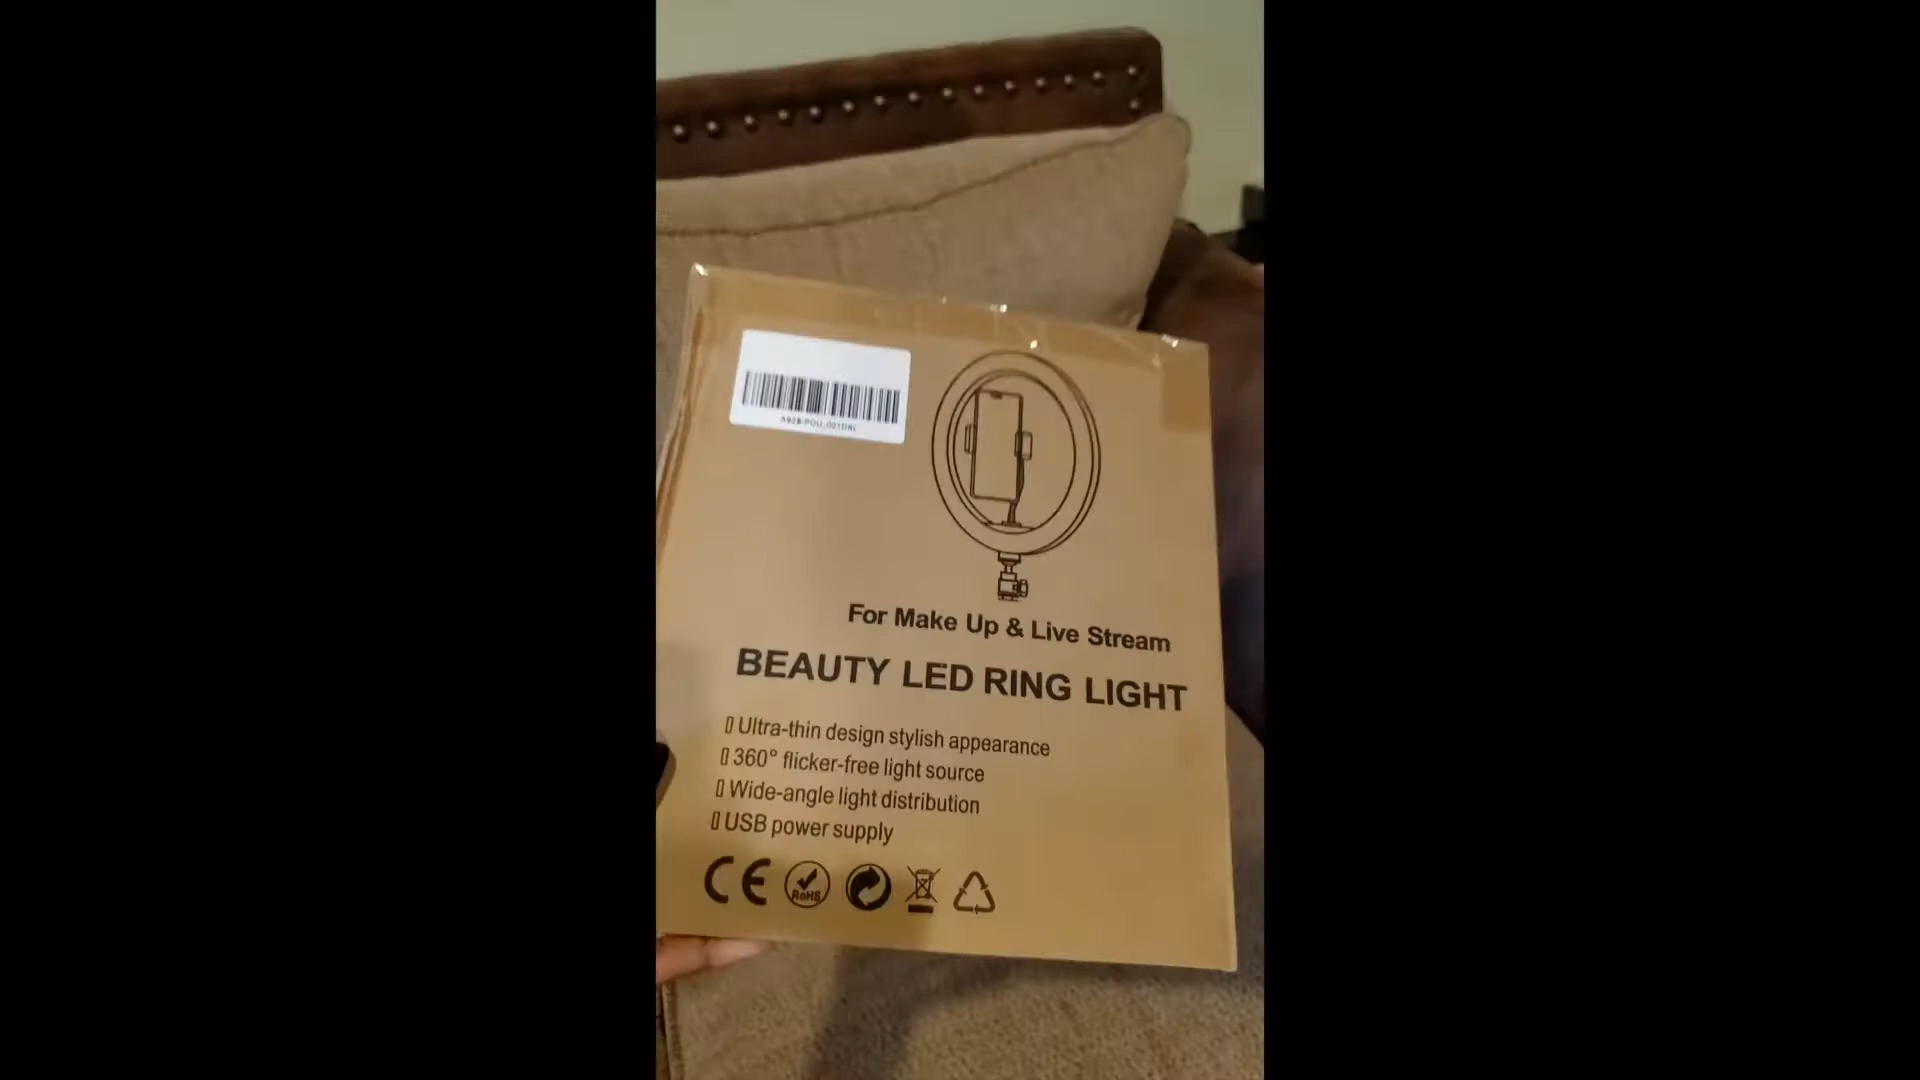 For Make Up & Live Stream
BEAUTY LED RING LIGHT
▯ Ultra-thin design stylish appearance
▯ 360° flicker-free light source
▯ Wide-angle light distribution
▯ USB power supply
CE RoHS